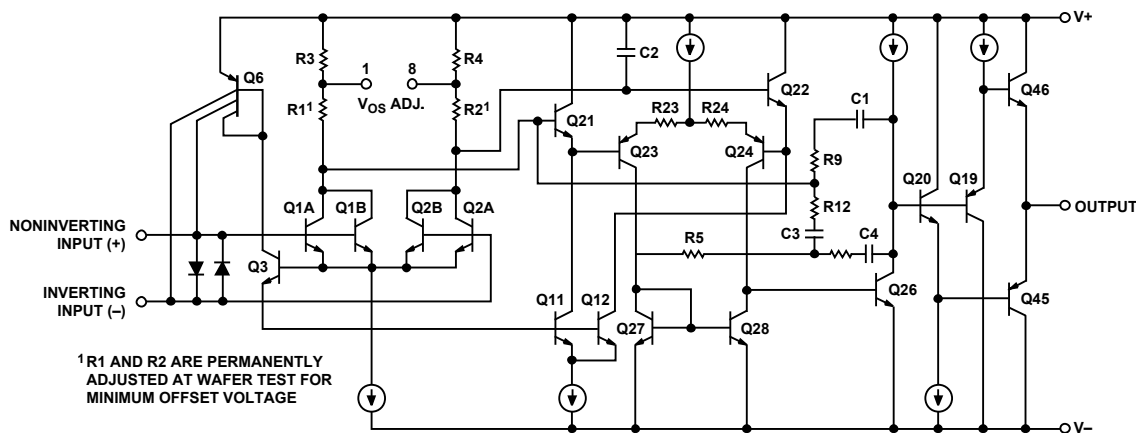 V+
R3
R4
C2
Q6
1
8
V_OS ADJ.
R1¹
R2¹
Q22
Q46
C1
R23
R24
Q21
Q23
Q24
R9
Q20
Q19
Q1A
Q1B
Q2B
Q2A
NONINVERTING
INPUT (+)
R12
OUTPUT
C3
C4
Q3
R5
INVERTING
INPUT (–)
Q11
Q12
Q26
Q45
Q27
Q28
¹R1 AND R2 ARE PERMANENTLY
ADJUSTED AT WAFER TEST FOR
MINIMUM OFFSET VOLTAGE
V–